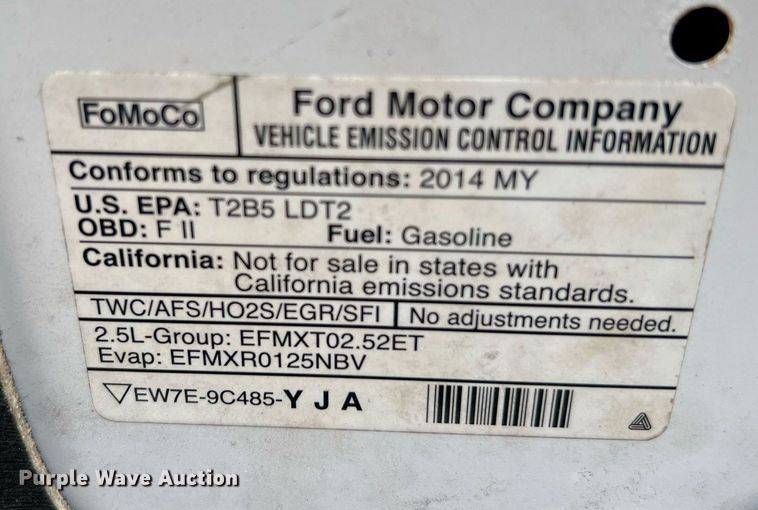 FoMoCo
Ford Motor Company
VEHICLE EMISSION CONTROL INFORMATION
Conforms to regulations: 2014 MY
U.S. EPA: T2B5 LDT2
OBD: F II Fuel: Gasoline
California: Not for sale in states with
California emissions standards.
TWC/AFS/HO2S/EGR/SFI No adjustments needed.
2.5L-Group: EFMXT02.52ET
Evap: EFMXR0125NBV
EW7E-9C485-Y J A
Purple Wave Auction